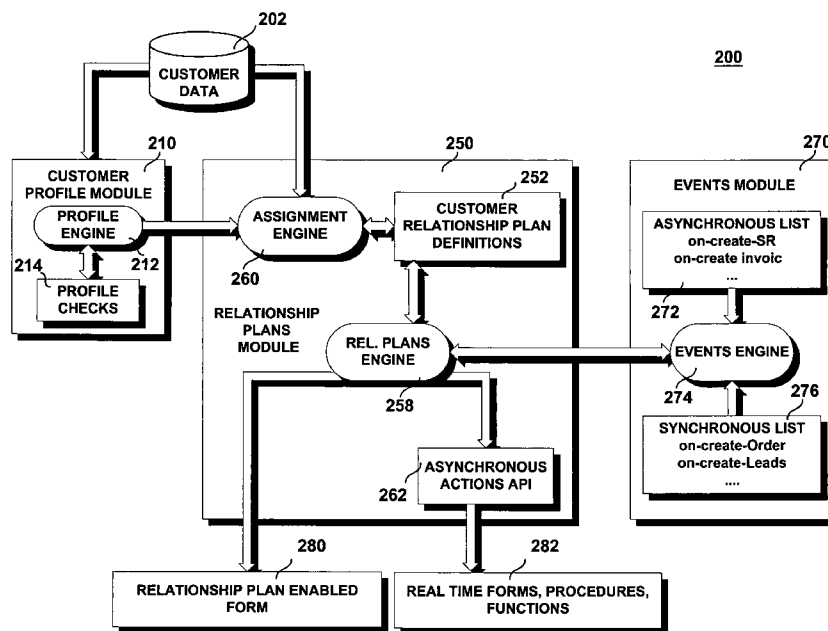 202
CUSTOMER
DATA
200
210
CUSTOMER
PROFILE MODULE
PROFILE
ENGINE
212
214
PROFILE
CHECKS
250
252
ASSIGNMENT
ENGINE
260
CUSTOMER
RELATIONSHIP PLAN
DEFINITIONS
RELATIONSHIP
PLANS
MODULE
REL. PLANS
ENGINE
258
262
ASYNCHRONOUS
ACTIONS API
270
EVENTS MODULE
ASYNCHRONOUS LIST
on-create-SR
on-create invoic
...
272
EVENTS ENGINE
274
276
SYNCHRONOUS LIST
on-create-Order
on-create-Leads
....
280
RELATIONSHIP PLAN ENABLED
FORM
282
REAL TIME FORMS, PROCEDURES,
FUNCTIONS